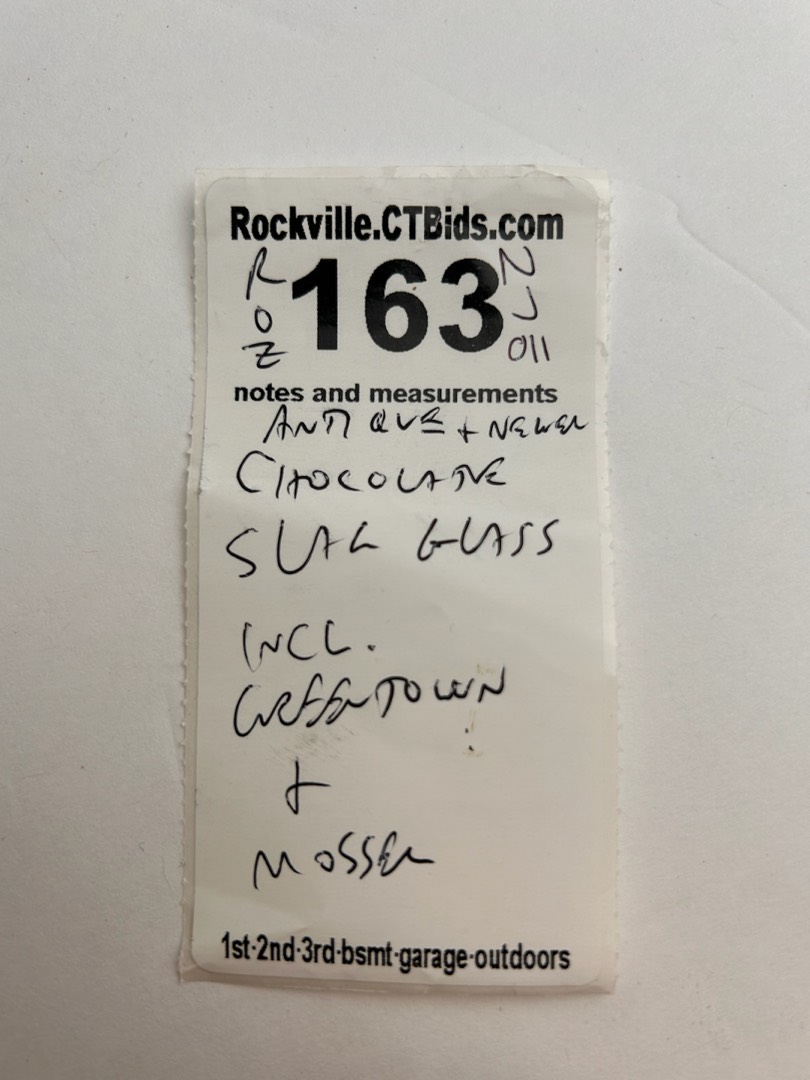 Rockville.CTBids.com
ROZ
163
notes and measurements
ANTIQUE + NEWER
CHOCOLATE
SLAG GLASS
INCL.
GREENTOWN
+
MOSSER
1st-2nd-3rd-bsmt-garage-outdoors